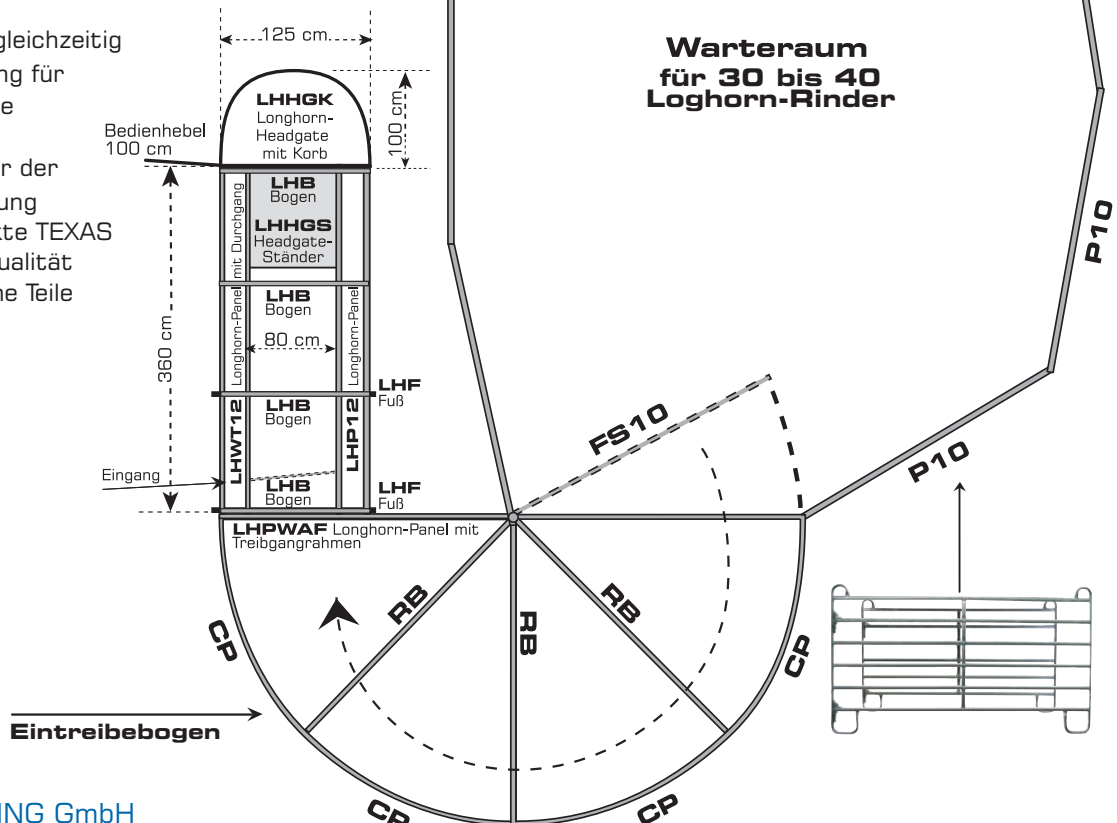 gleichzeitig
ng für
e
r der
ung
kte TEXAS
ualität
ne Teile
125 cm
100 cm
LHHGK
Longhorn-
Headgate
mit Korb
Bedienhebel
100 cm
360 cm
LHB
Bogen
LHHGS
Headgate-
Ständer
Longhorn-Panel mit Durchgang
LHWT12
LHB
Bogen
80 cm
Longhorn-Panel
LHP12
LHB
Bogen
LHF
Fuß
Eingang
LHB
Bogen
LHF
Fuß
LHPWAF Longhorn-Panel mit
Treibgangrahmen
Warteraum
für 30 bis 40
Loghorn-Rinder
P10
P10
FS10
RB
RB
RB
CP
CP
CP
CP
Eintreibebogen
ING GmbH